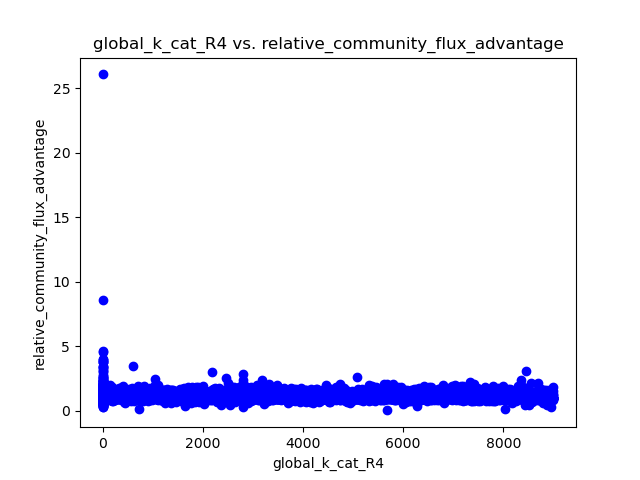 global_k_cat_R4 vs. relative_community_flux_advantage
relative_community_flux_advantage
25
20
15
10
5
0
0 2000 4000 6000 8000
global_k_cat_R4